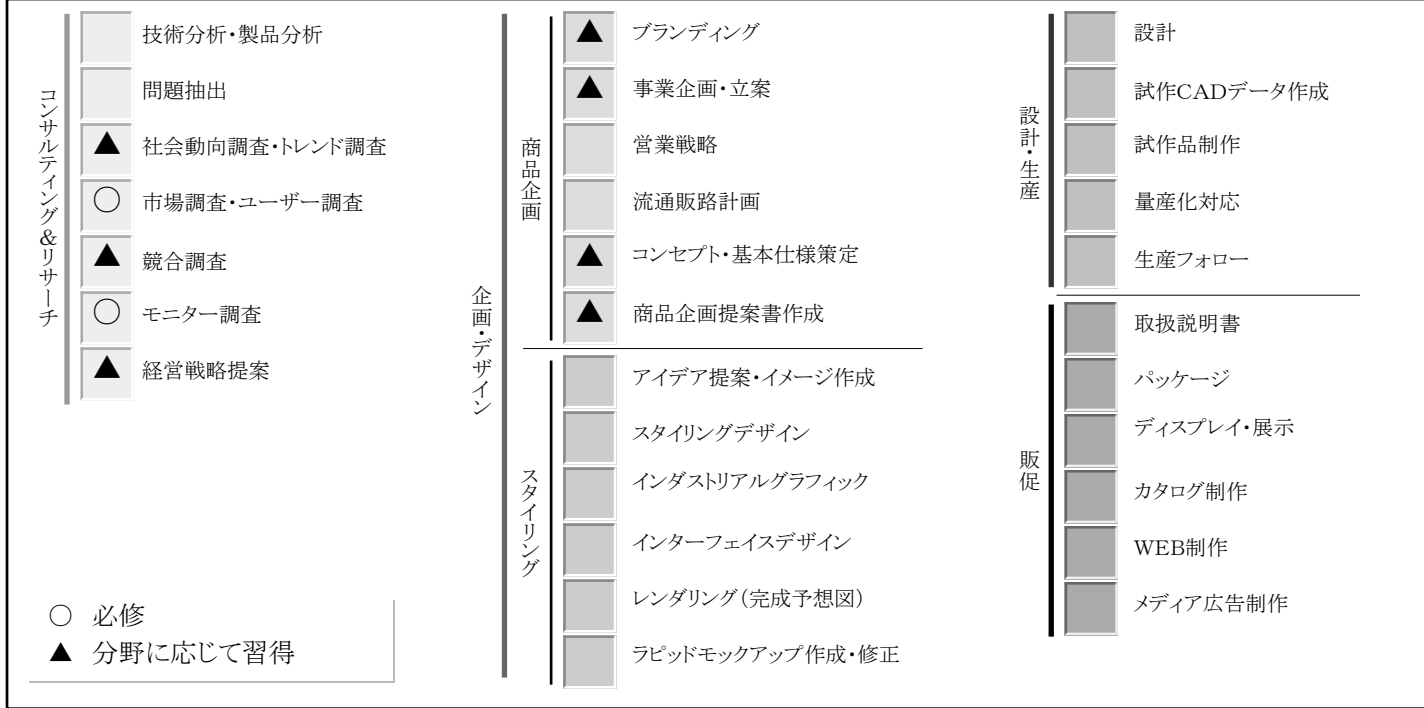 コンサルティング&リサーチ
技術分析・製品分析
問題抽出
▲ 社会動向調査・トレンド調査
○ 市場調査・ユーザー調査
▲ 競合調査
○ モニター調査
▲ 経営戦略提案
○ 必修
▲ 分野に応じて習得
企画・デザイン
商品企画
▲ ブランディング
▲ 事業企画・立案
営業戦略
流通販路計画
▲ コンセプト・基本仕様策定
▲ 商品企画提案書作成
スタイリング
アイデア提案・イメージ作成
スタイリングデザイン
インダストリアルグラフィック
インターフェイスデザイン
レンダリング(完成予想図)
ラピッドモックアップ作成・修正
設計・生産
設計
試作CADデータ作成
試作品制作
量産化対応
生産フォロー
販促
取扱説明書
パッケージ
ディスプレイ・展示
カタログ制作
WEB制作
メディア広告制作